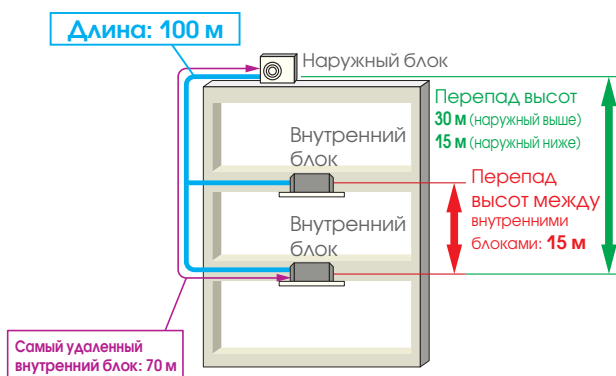 Длина: 100 м
Наружный блок
Перепад высот
30 м (наружный выше)
15 м (наружный ниже)
Внутренний
блок
Перепад
высот между
внутренними
блоками: 15 м
Внутренний
блок
Самый удаленный
внутренний блок: 70 м